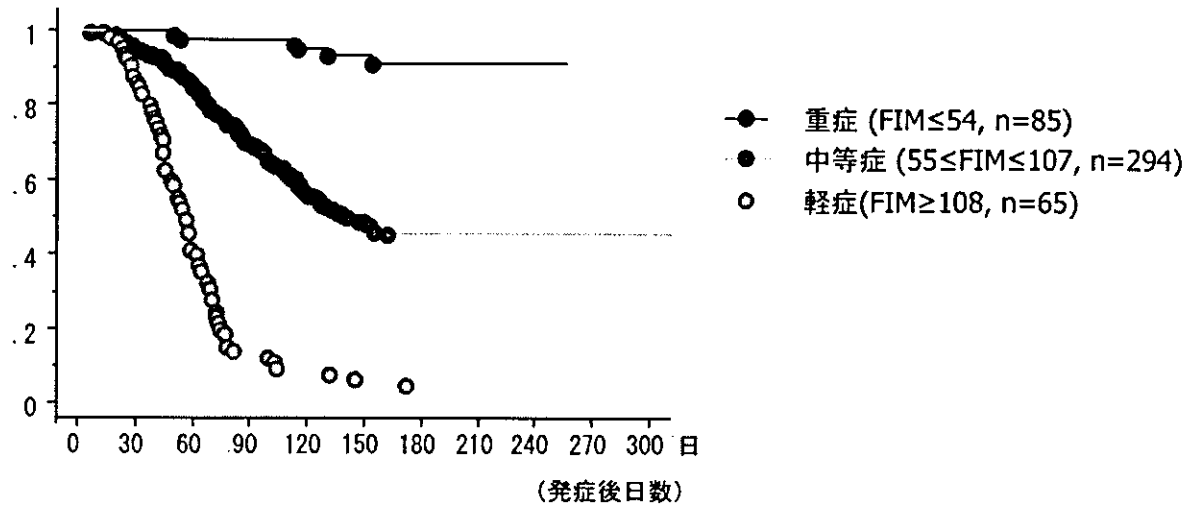 1
.8
.6
.4
.2
0
0 30 60 90 120 150 180 210 240 270 300 日
(発症後日数)
重症 (FIM≤54, n=85)
中等症 (55≤FIM≤107, n=294)
軽症(FIM≥108, n=65)